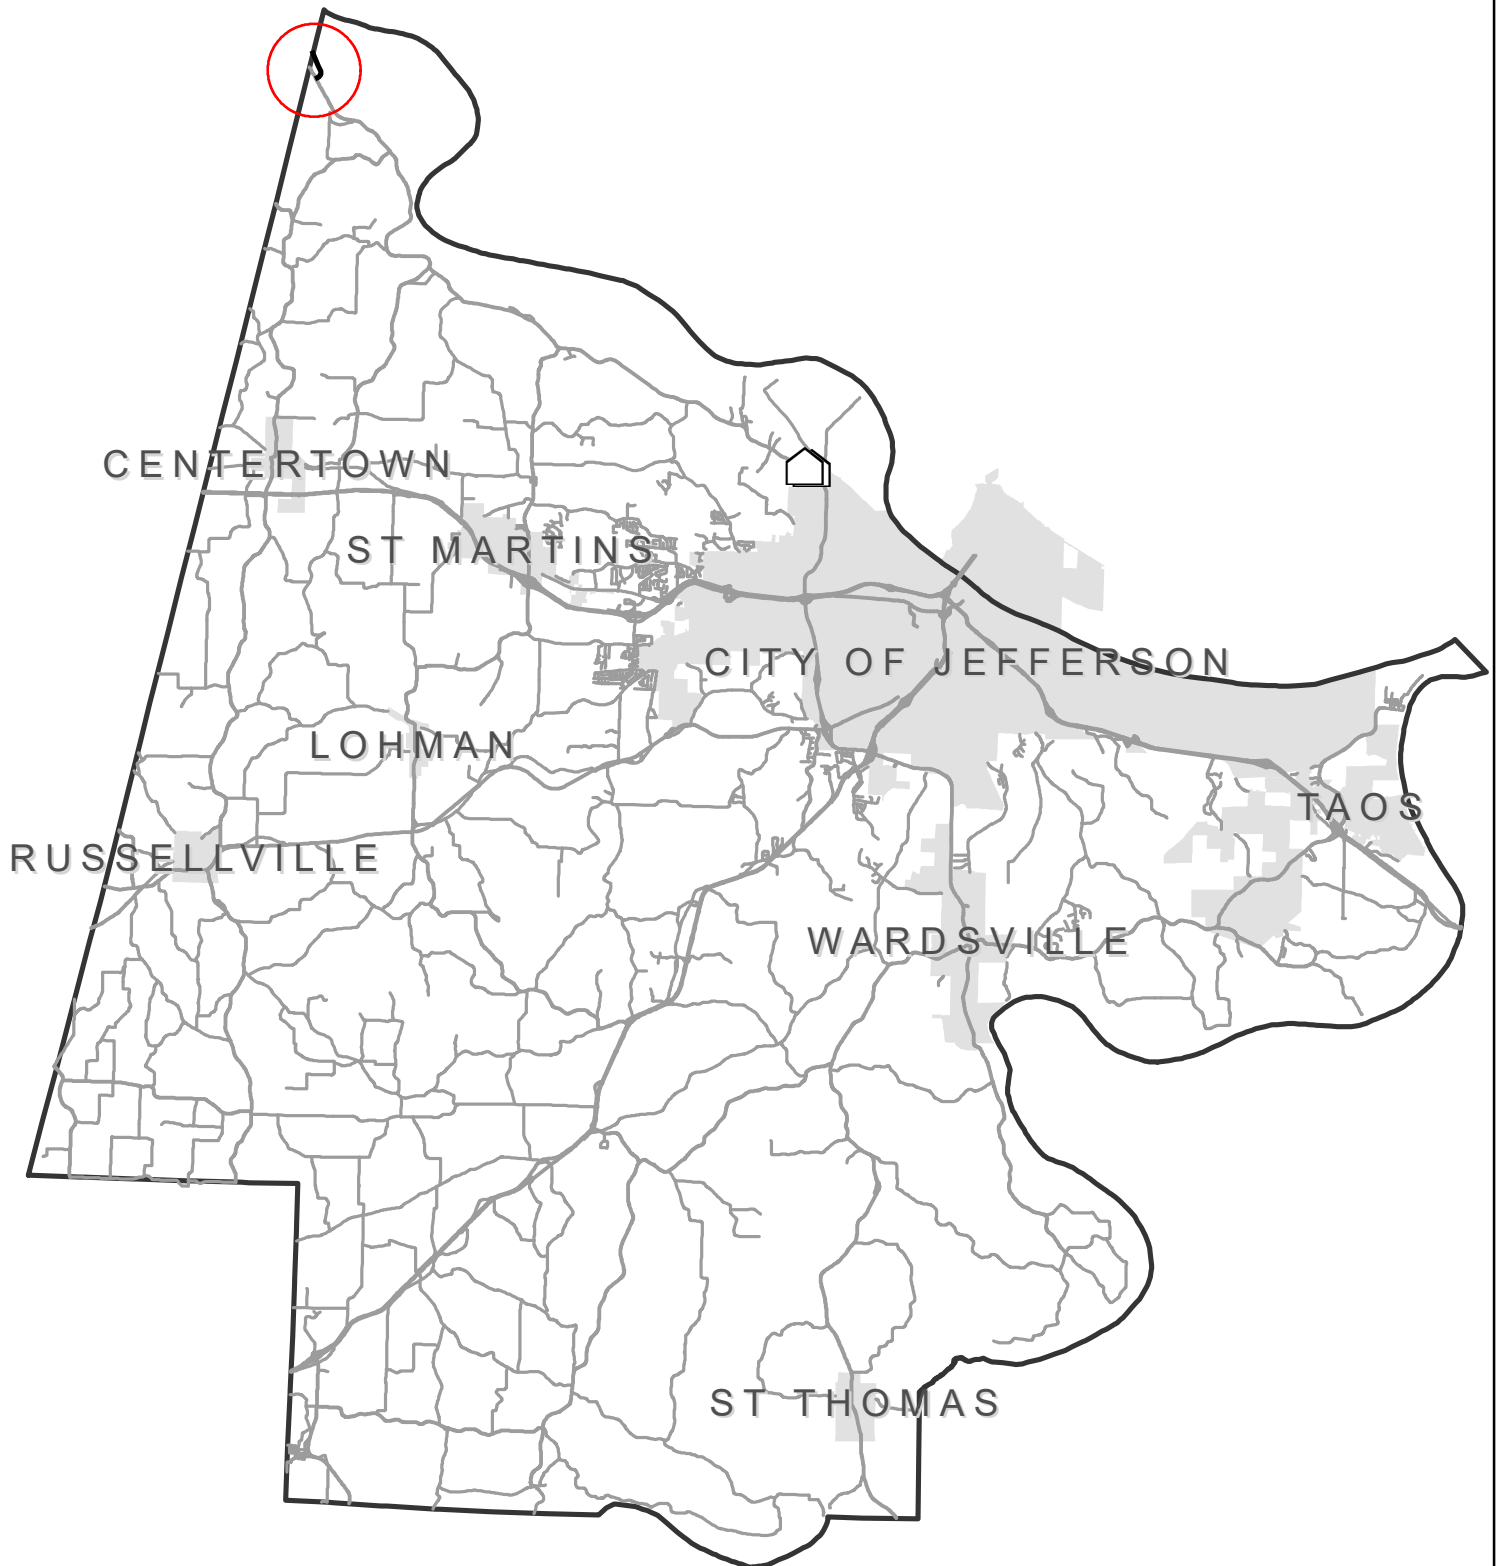 CENTERTOWN
ST MARTINS
CITY OF JEFFERSON
LOHMAN
TAOS
RUSSELLVILLE
WARDSVILLE
ST THOMAS